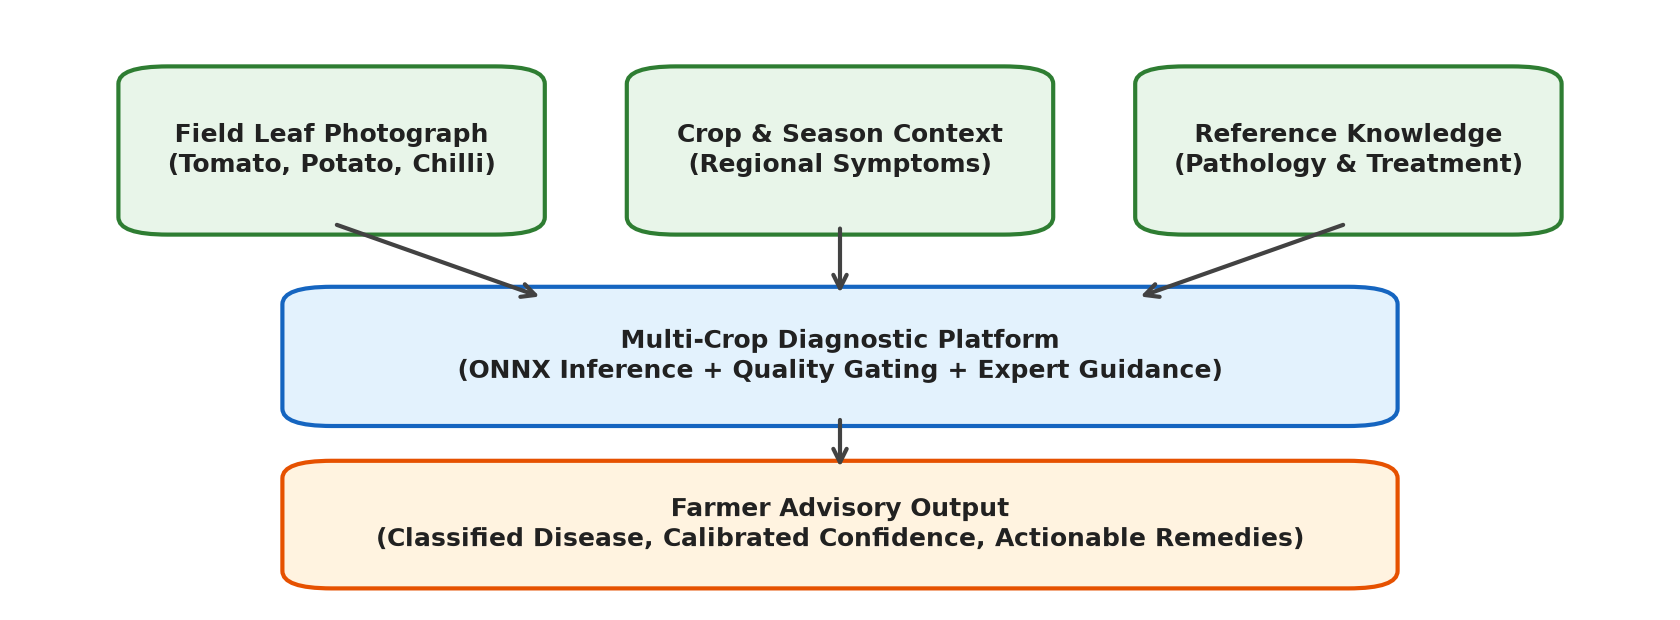 Field Leaf Photograph
(Tomato, Potato, Chilli)
Crop & Season Context
(Regional Symptoms)
Reference Knowledge
(Pathology & Treatment)
Multi-Crop Diagnostic Platform
(ONNX Inference + Quality Gating + Expert Guidance)
Farmer Advisory Output
(Classified Disease, Calibrated Confidence, Actionable Remedies)